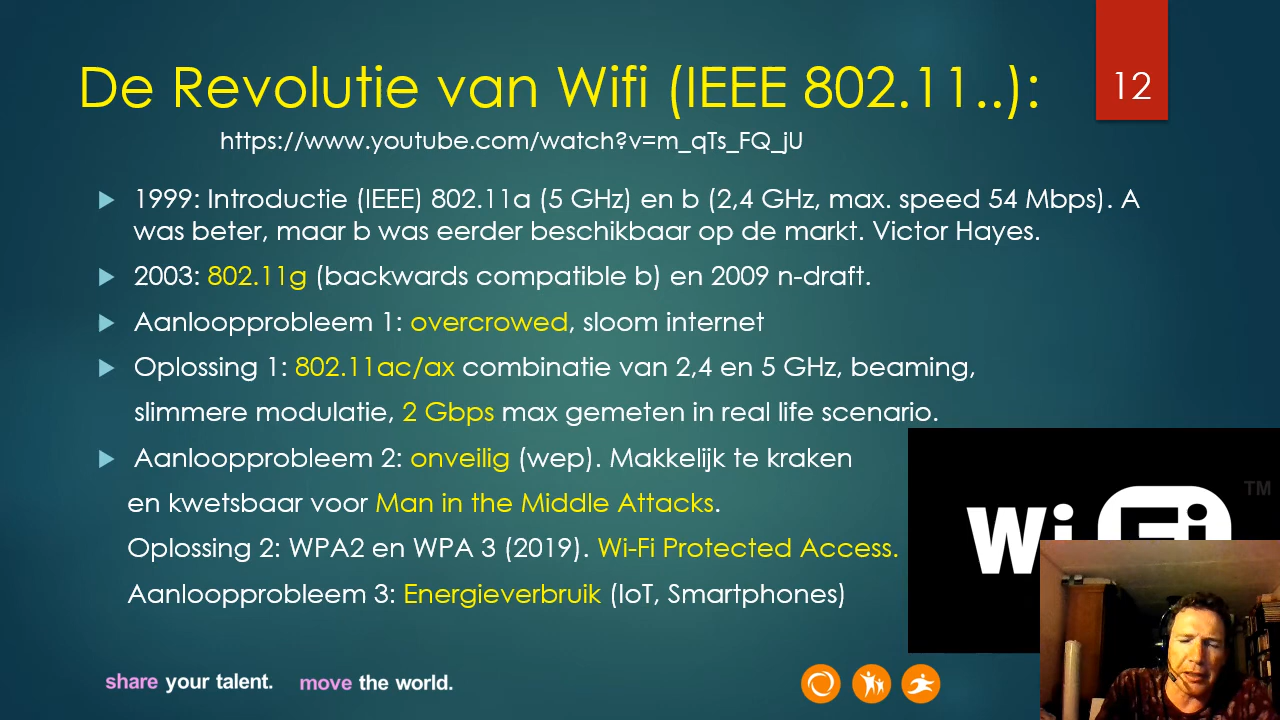 De Revolutie van Wifi (IEEE 802.11..):
12
https://www.youtube.com/watch?v=m_qTs_FQ_jU
1999: Introductie (IEEE) 802.11a (5 GHz) en b (2,4 GHz, max. speed 54 Mbps). A
was beter, maar b was eerder beschikbaar op de markt. Victor Hayes.
2003: 802.11g (backwards compatible b) en 2009 n-draft.
Aanloopprobleem 1: overcrowed, sloom internet
Oplossing 1: 802.11ac/ax combinatie van 2,4 en 5 GHz, beaming,
slimmere modulatie, 2 Gbps max gemeten in real life scenario.
Aanloopprobleem 2: onveilig (wep). Makkelijk te kraken
en kwetsbaar voor Man in the Middle Attacks.
Oplossing 2: WPA2 en WPA 3 (2019). Wi-Fi Protected Access.
Aanloopprobleem 3: Energieverbruik (IoT, Smartphones)
Wi Fi TM
share your talent. move the world.